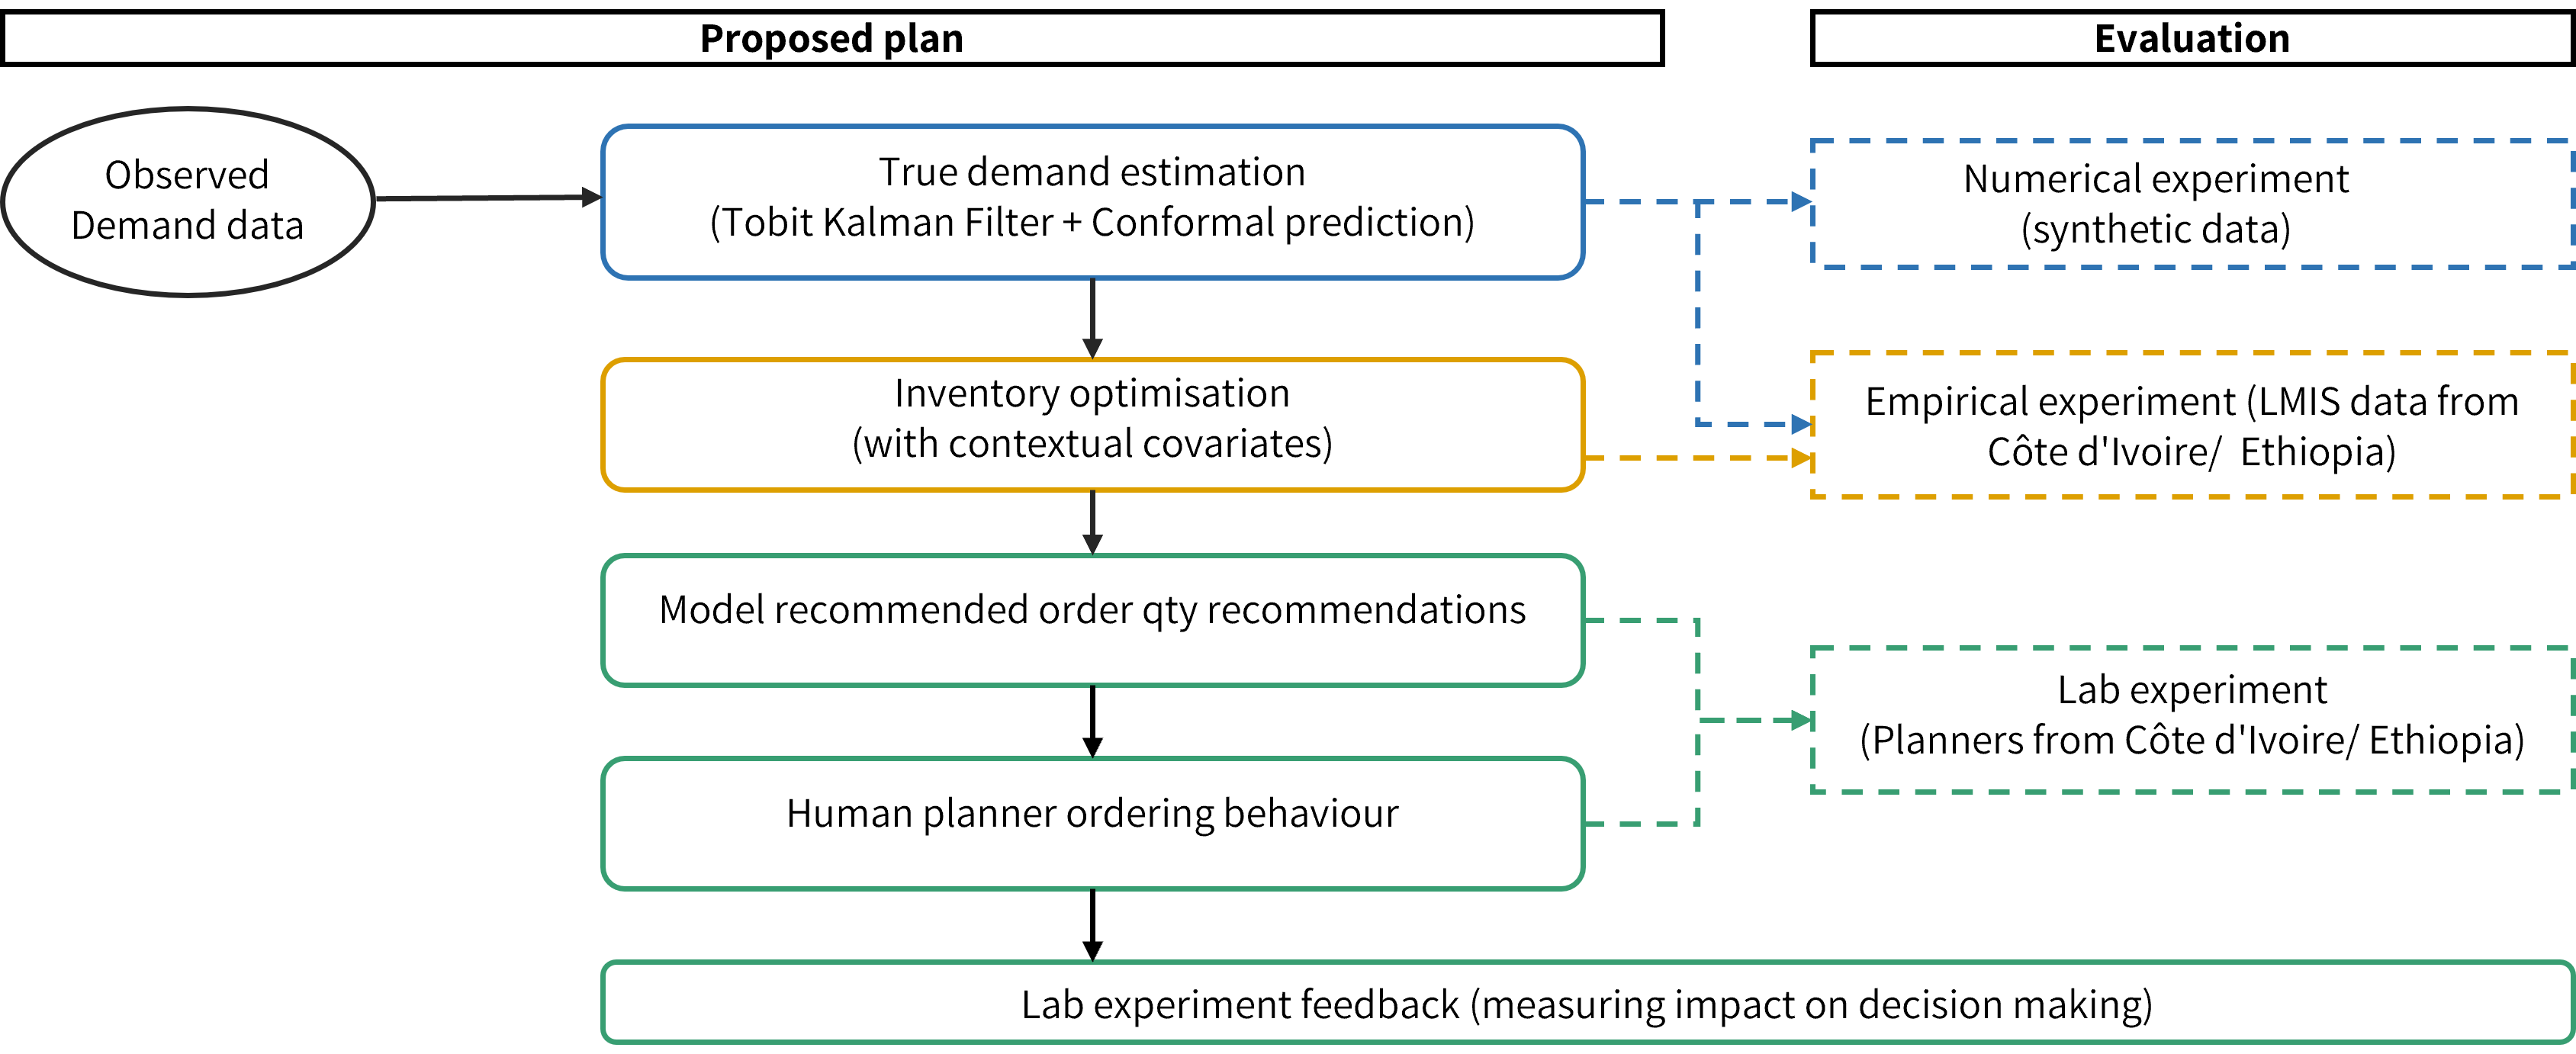 Proposed plan
Evaluation
Observed
Demand data
True demand estimation
(Tobit Kalman Filter + Conformal prediction)
Numerical experiment
(synthetic data)
Inventory optimisation
(with contextual covariates)
Empirical experiment (LMIS data from
Côte d'Ivoire/ Ethiopia)
Model recommended order qty recommendations
Lab experiment
(Planners from Côte d'Ivoire/ Ethiopia)
Human planner ordering behaviour
Lab experiment feedback (measuring impact on decision making)